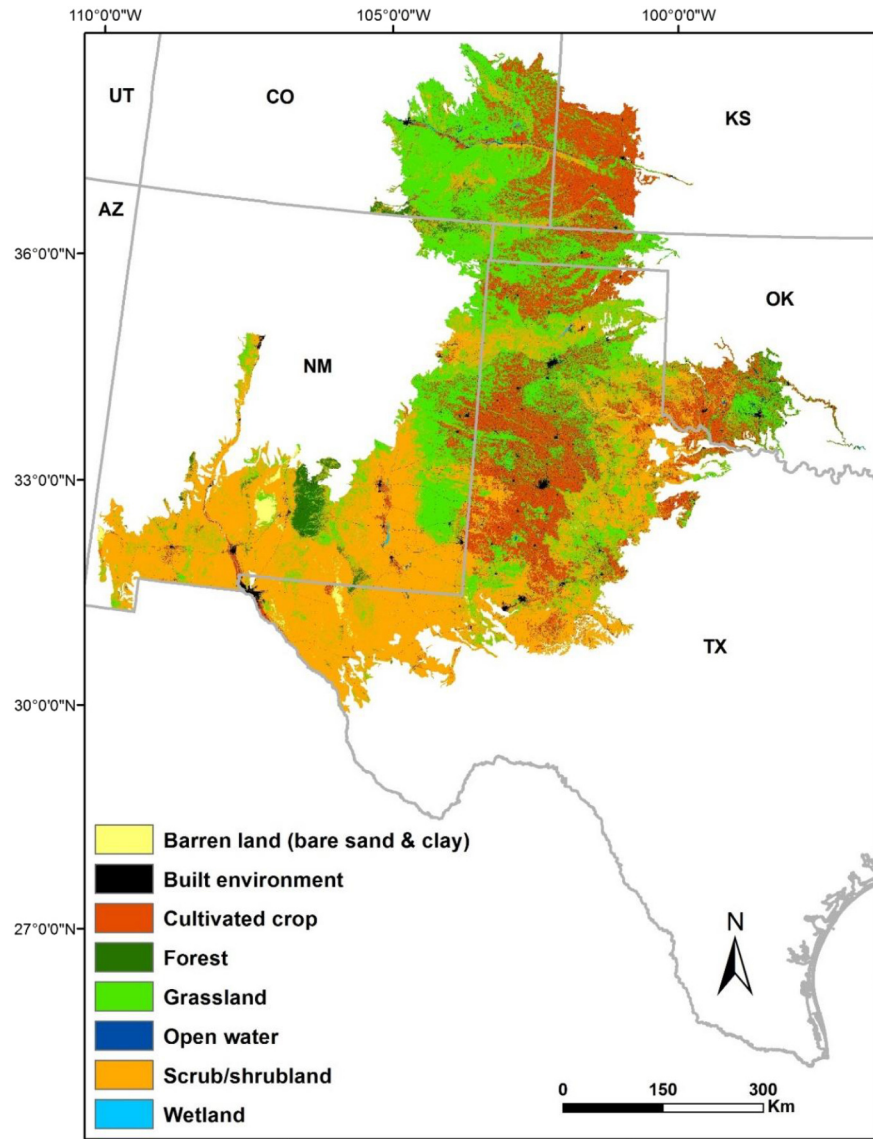 110°0'0"W 105°0'0"W 100°0'0"W
UT
CO
KS
AZ
36°0'0"N
OK
NM
33°0'0"N
TX
30°0'0"N
27°0'0"N
Barren land (bare sand & clay)
Built environment
Cultivated crop
Forest
Grassland
Open water
Scrub/shrubland
Wetland
N
0 150 300
Km